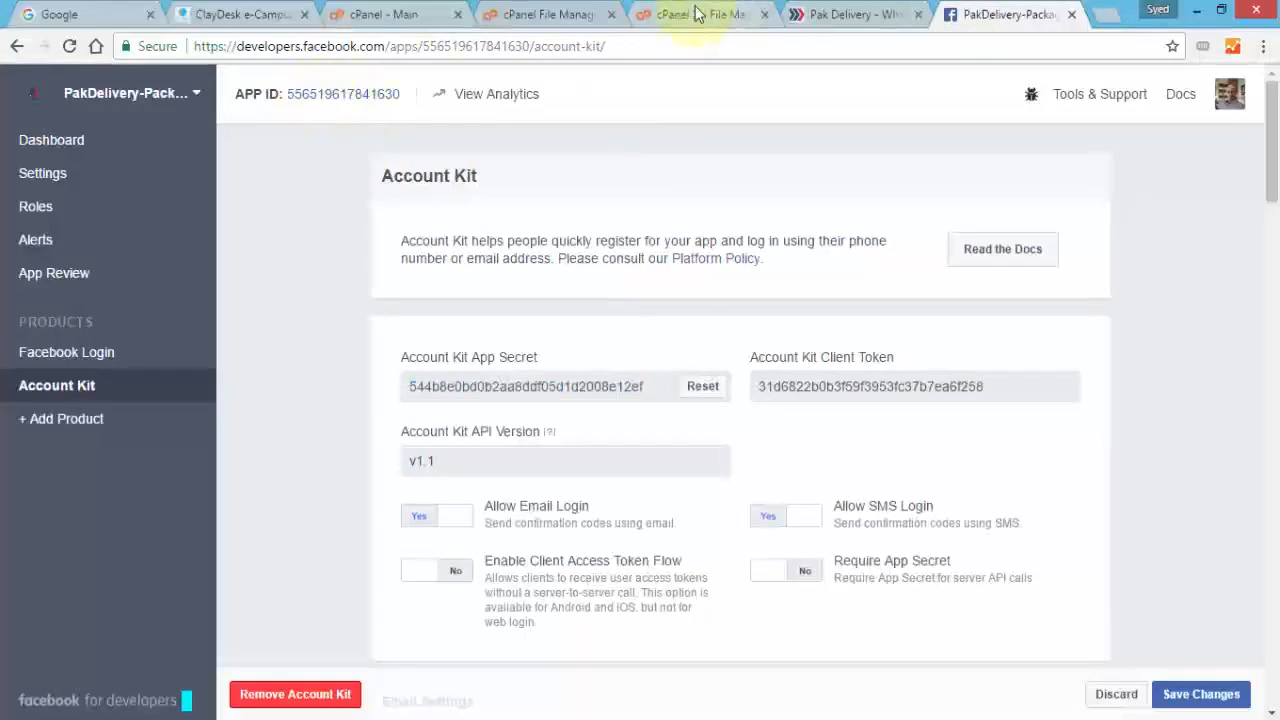 Google
ClayDesk e-Campu
cPanel - Main
cPanel File Manag
cPanel File Ma
Pak Delivery - W
PakDelivery-Packa
Syed
Secure
https://developers.facebook.com/apps/556519617841630/account-kit/
PakDelivery-Pack...
APP ID: 556519617841630
View Analytics
Tools & Support
Docs
Dashboard
Settings
Roles
Alerts
App Review
PRODUCTS
Facebook Login
Account Kit
+ Add Product
facebook for developers
Account Kit
Account Kit helps people quickly register for your app and log in using their phone
number or email address. Please consult our Platform Policy.
Read the Docs
Account Kit App Secret
544b8e0bd0b2aa8ddf05d1d2008e12ef
Reset
Account Kit Client Token
31d6822b0b3f59f3953fc37b7ea6f258
Account Kit API Version [?]
v1.1
Yes
Allow Email Login
Send confirmation codes using email.
Yes
Allow SMS Login
Send confirmation codes using SMS.
No
Enable Client Access Token Flow
Allows clients to receive user access tokens
without a server-to-server call. This option is
available for Android and iOS, but not for
web login.
No
Require App Secret
Require App Secret for server API calls
Remove Account Kit
Email Settings
Discard
Save Changes